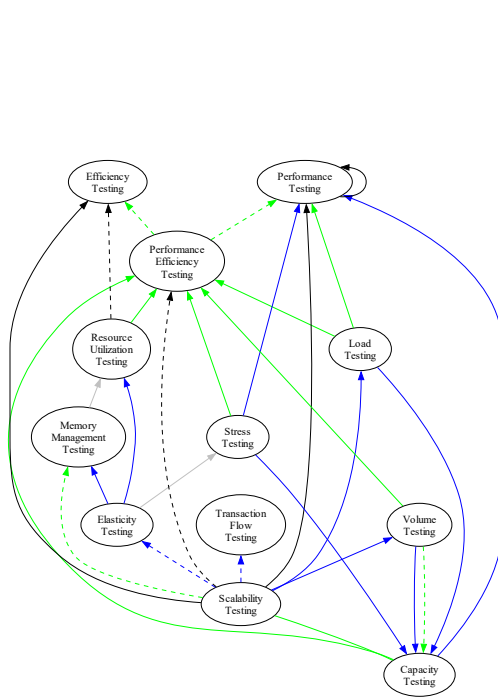 Efficiency
Testing
Performance
Testing
Performance
Efficiency
Testing
Resource
Utilization
Testing
Load
Testing
Memory
Management
Testing
Stress
Testing
Elasticity
Testing
Transaction
Flow
Testing
Volume
Testing
Scalability
Testing
Capacity
Testing